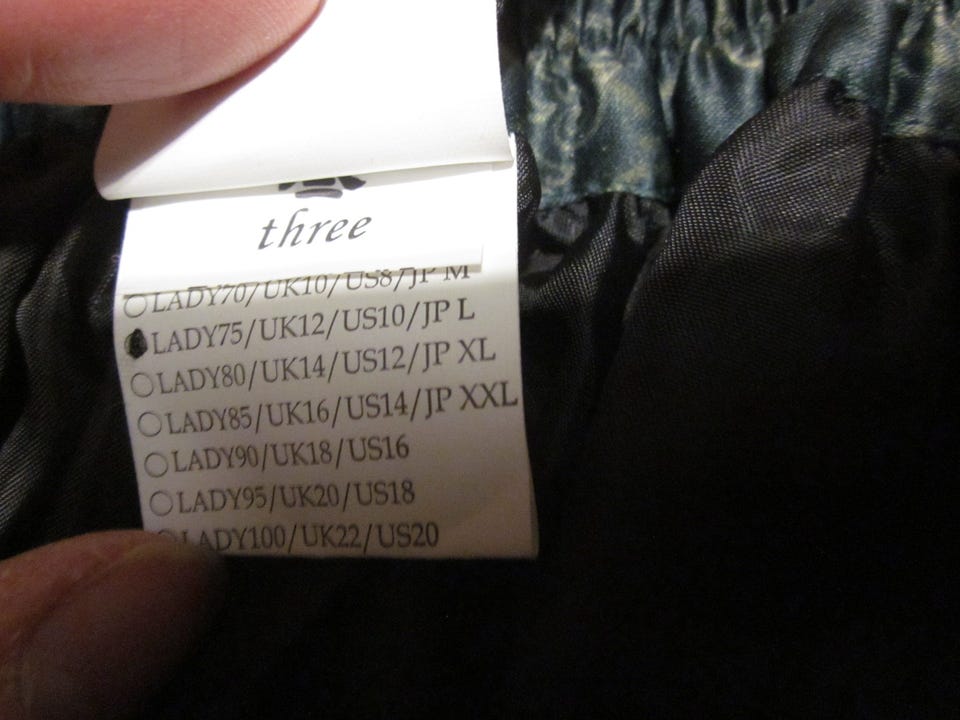 three
LADY70/UK10/US8/JP M
LADY75/UK12/US10/JP L
LADY80/UK14/US12/JP XL
LADY85/UK16/US14/JP XXL
LADY90/UK18/US16
LADY95/UK20/US18
LADY100/UK22/US20